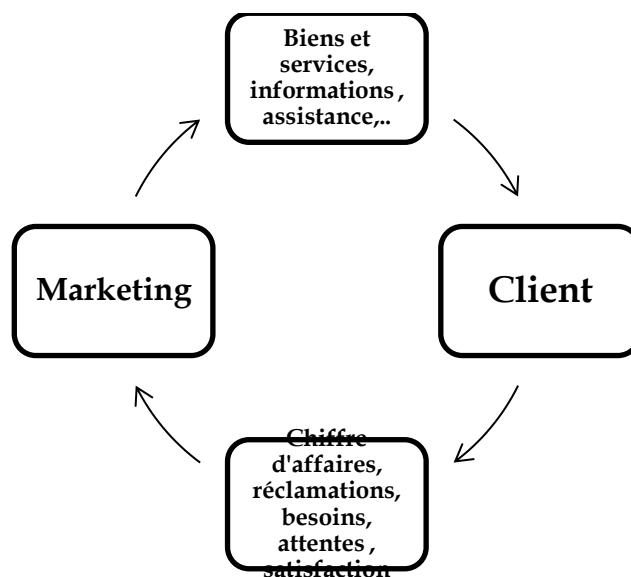 Biens et
services,
informations ,
assistance,..
Marketing
Client
Chiffre
d'affaires,
réclamations,
besoins,
attentes ,
satisfaction